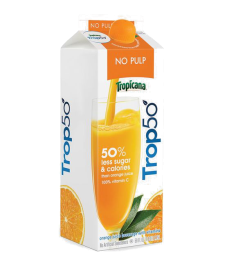 NO PULP
Tropicana
50%
less sugar
& calories
than orange juice
100% vitamin C
Trop50
Trop50